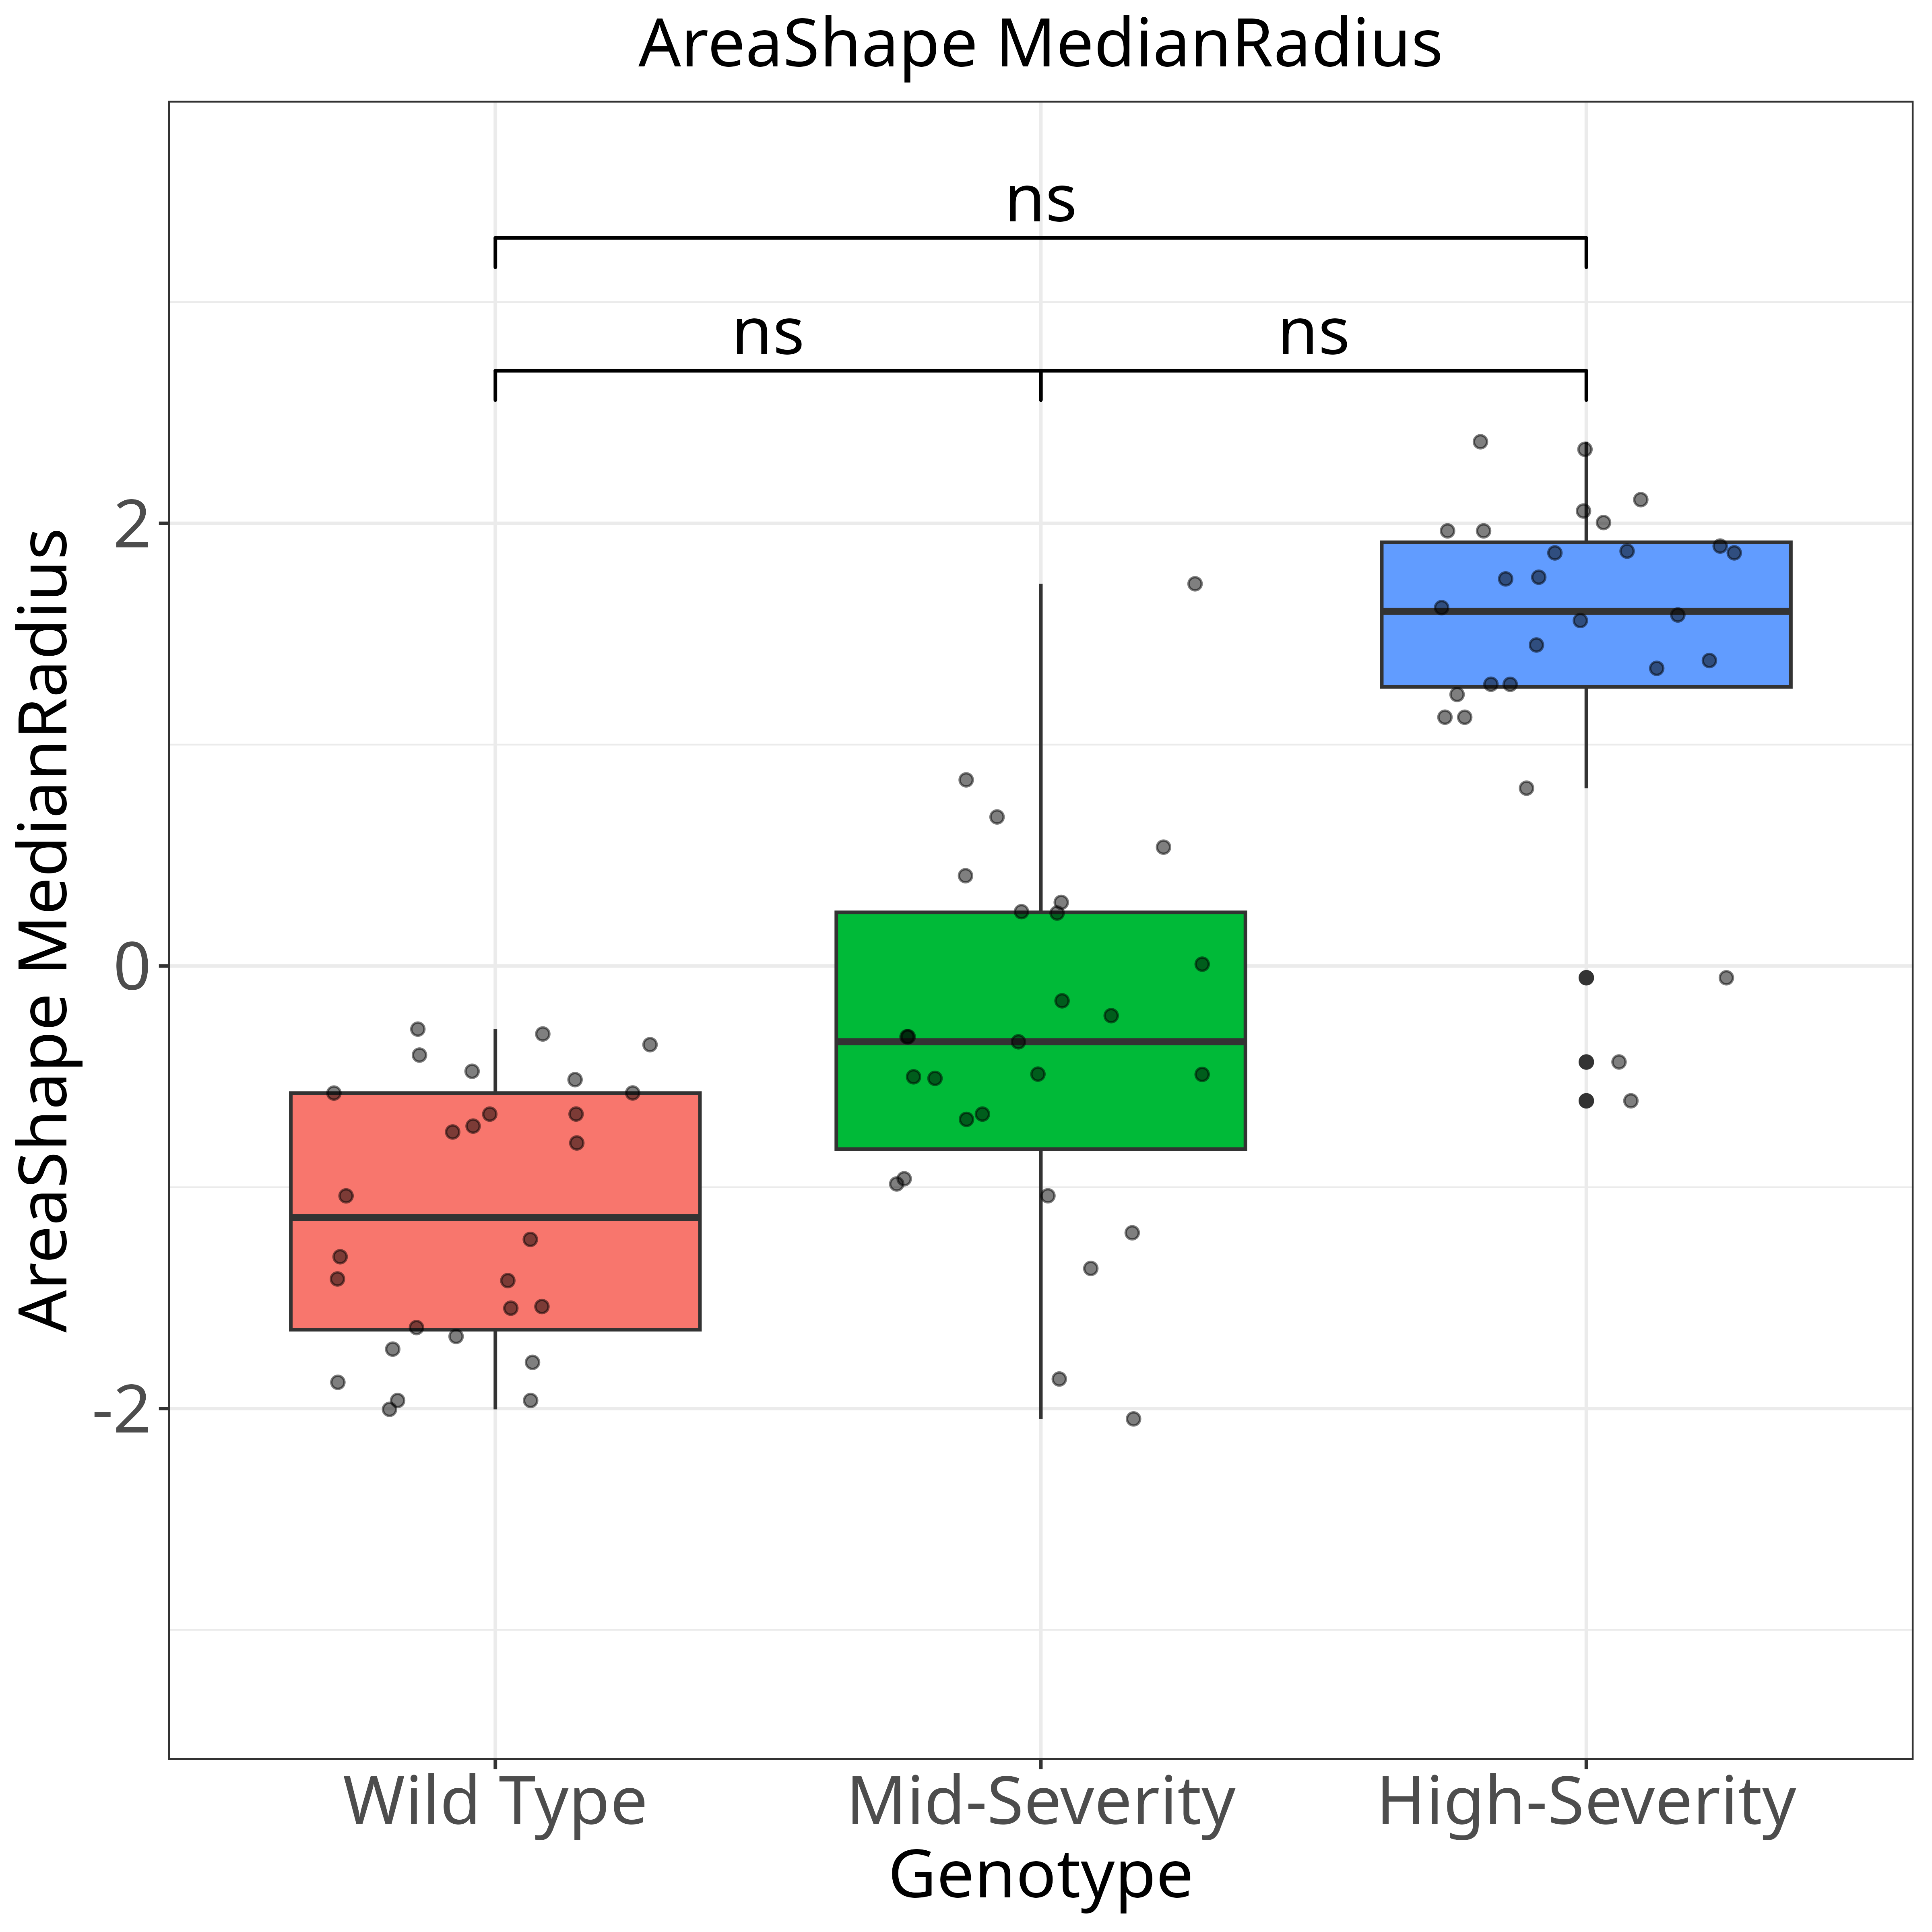 AreaShape MedianRadius
ns
ns ns
AreaShape MedianRadius
2
0
-2
Wild Type Mid-Severity High-Severity
Genotype